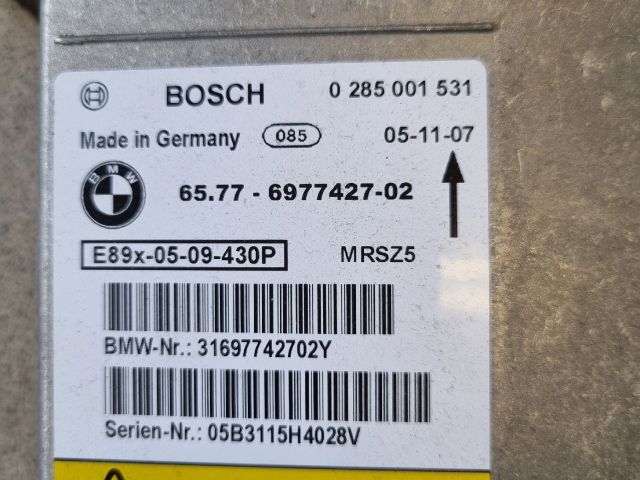 BOSCH 0 285 001 531
Made in Germany 085 05-11-07
BMW 65.77 - 6977427-02
E89x-05-09-430P MRSZ5
BMW-Nr.: 31697742702Y
Serien-Nr.: 05B3115H4028V